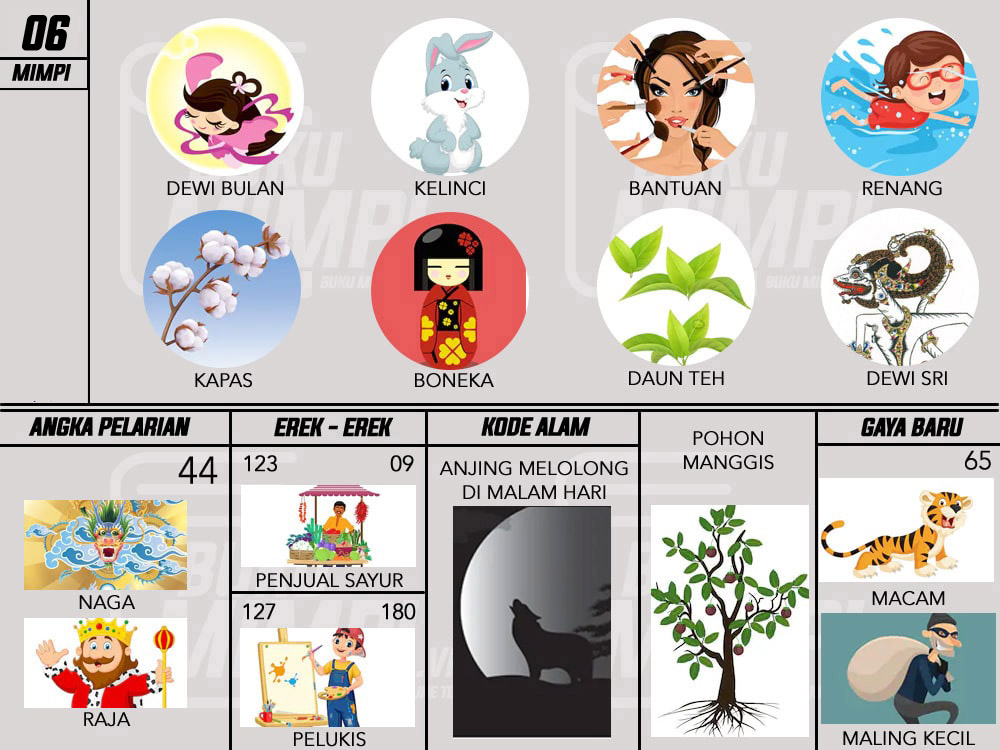 06
MIMPI
DEWI BULAN
KELINCI
BANTUAN
RENANG
KAPAS
BONEKA
DAUN TEH
DEWI SRI
ANGKA PELARIAN
44
NAGA
RAJA
EREK - EREK
123 09
PENJUAL SAYUR
127 180
PELUKIS
KODE ALAM
ANJING MELOLONG
DI MALAM HARI
POHON
MANGGIS
GAYA BARU
65
MACAM
MALING KECIL